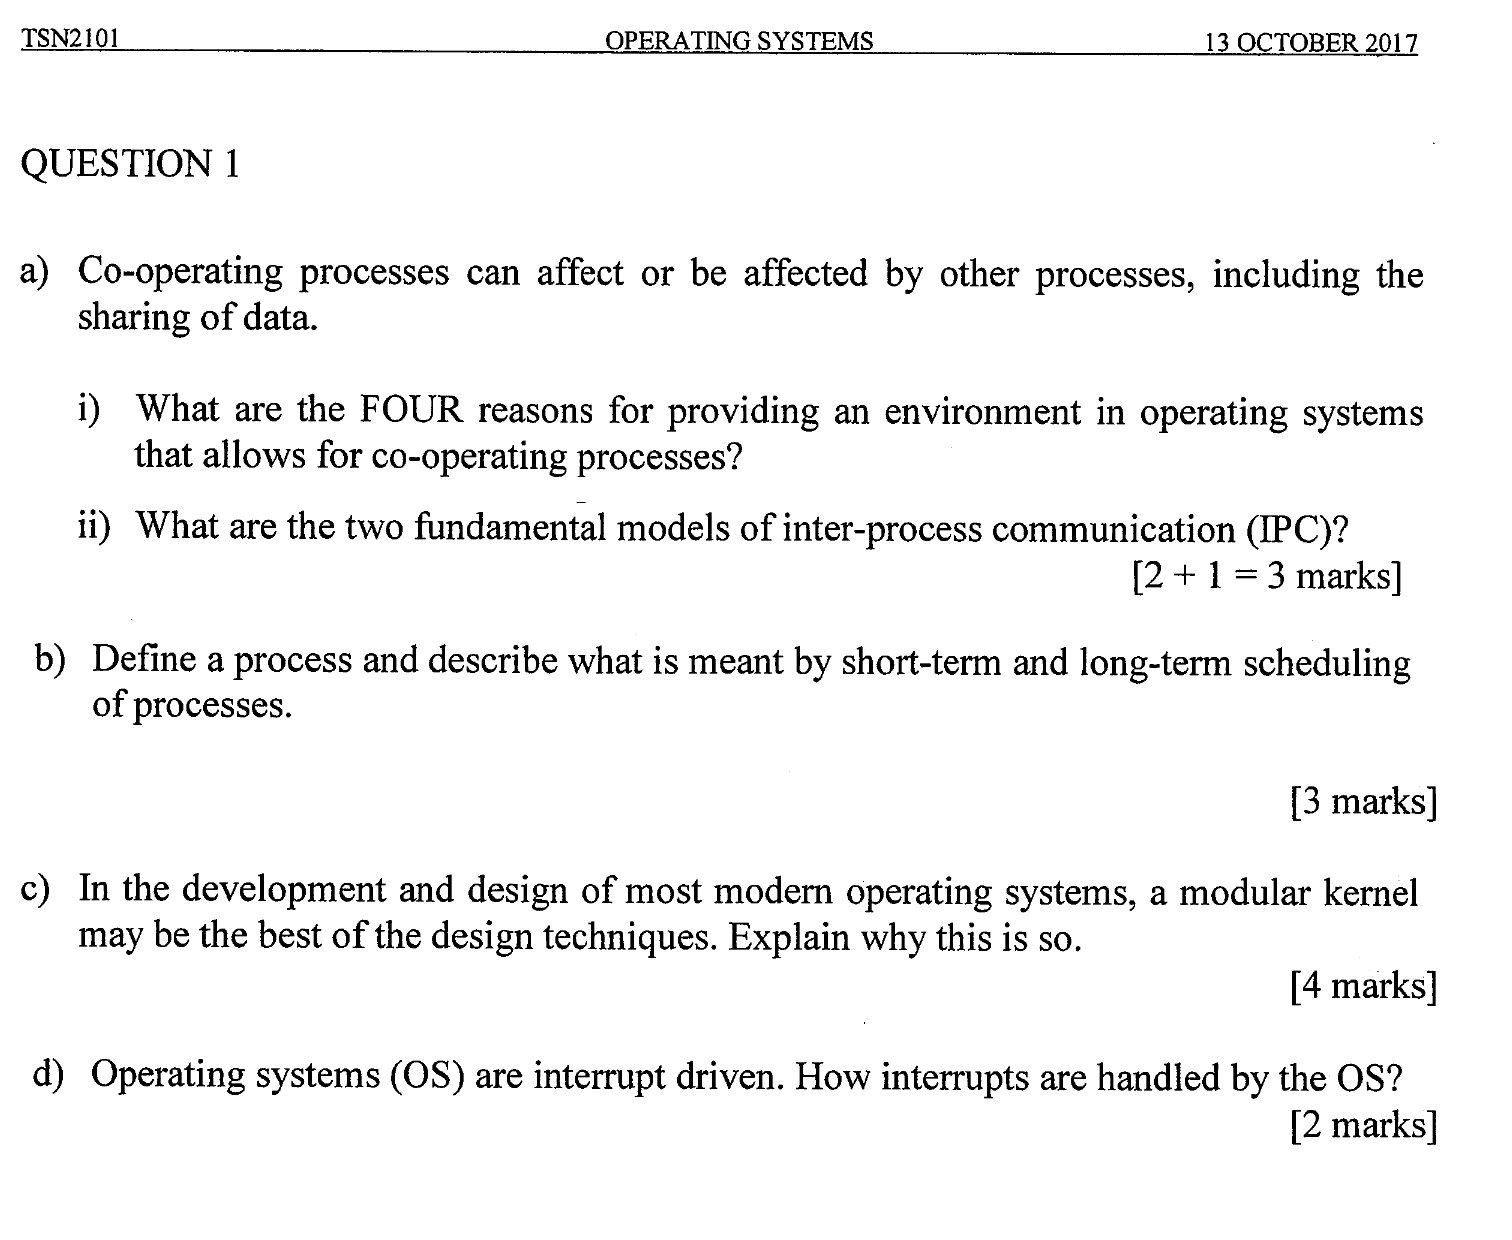 TSN2101 OPERATING SYSTEMS 13 OCTOBER 2017
QUESTION 1
a) Co-operating processes can affect or be affected by other processes, including the
sharing of data.
i) What are the FOUR reasons for providing an environment in operating systems
that allows for co-operating processes?
ii) What are the two fundamental models of inter-process communication (IPC)?
[2 + 1 = 3 marks]
b) Define a process and describe what is meant by short-term and long-term scheduling
of processes.
[3 marks]
c) In the development and design of most modern operating systems, a modular kernel
may be the best of the design techniques. Explain why this is so.
[4 marks]
d) Operating systems (OS) are interrupt driven. How interrupts are handled by the OS?
[2 marks]